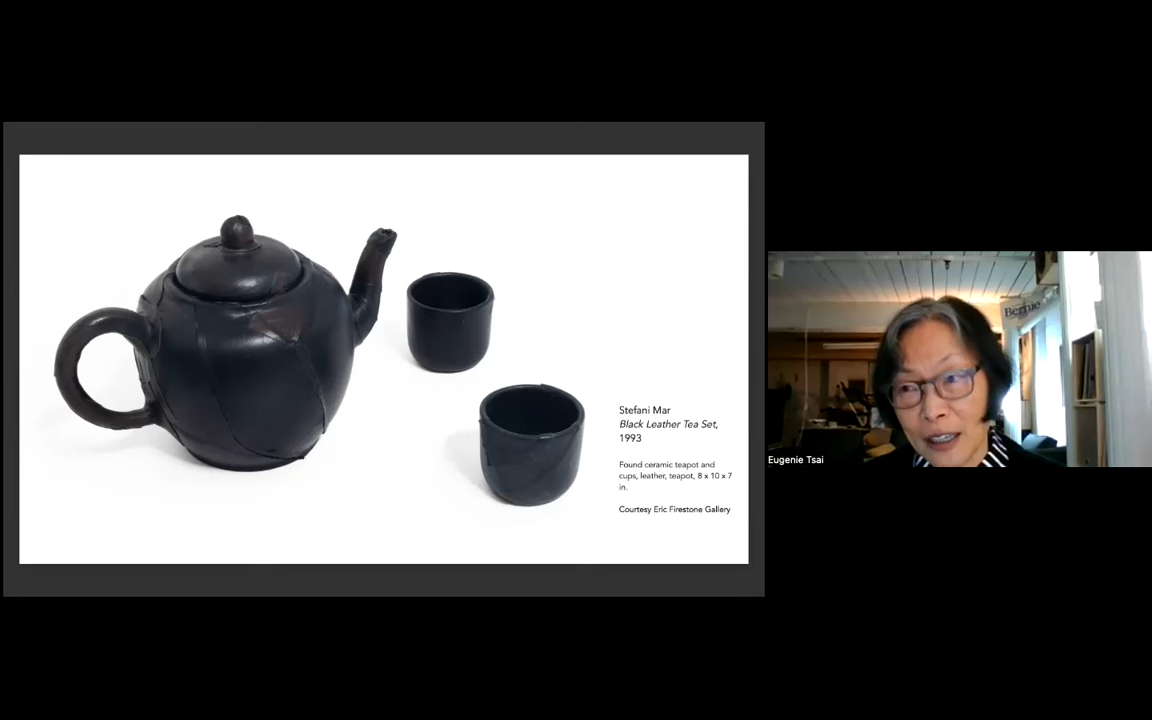 Stefani Mar
Black Leather Tea Set,
1993
Found ceramic teapot and
cups, leather, teapot, 8 x 10 x 7
in.
Courtesy Eric Firestone Gallery
Bernie
Eugenie Tsai